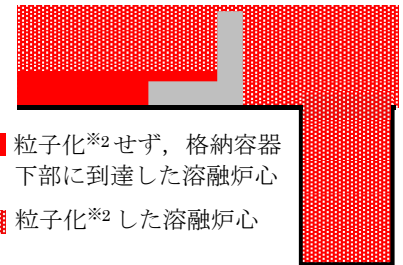 粒子化※2せず，格納容器
下部に到達した溶融炉心
粒子化※2した溶融炉心